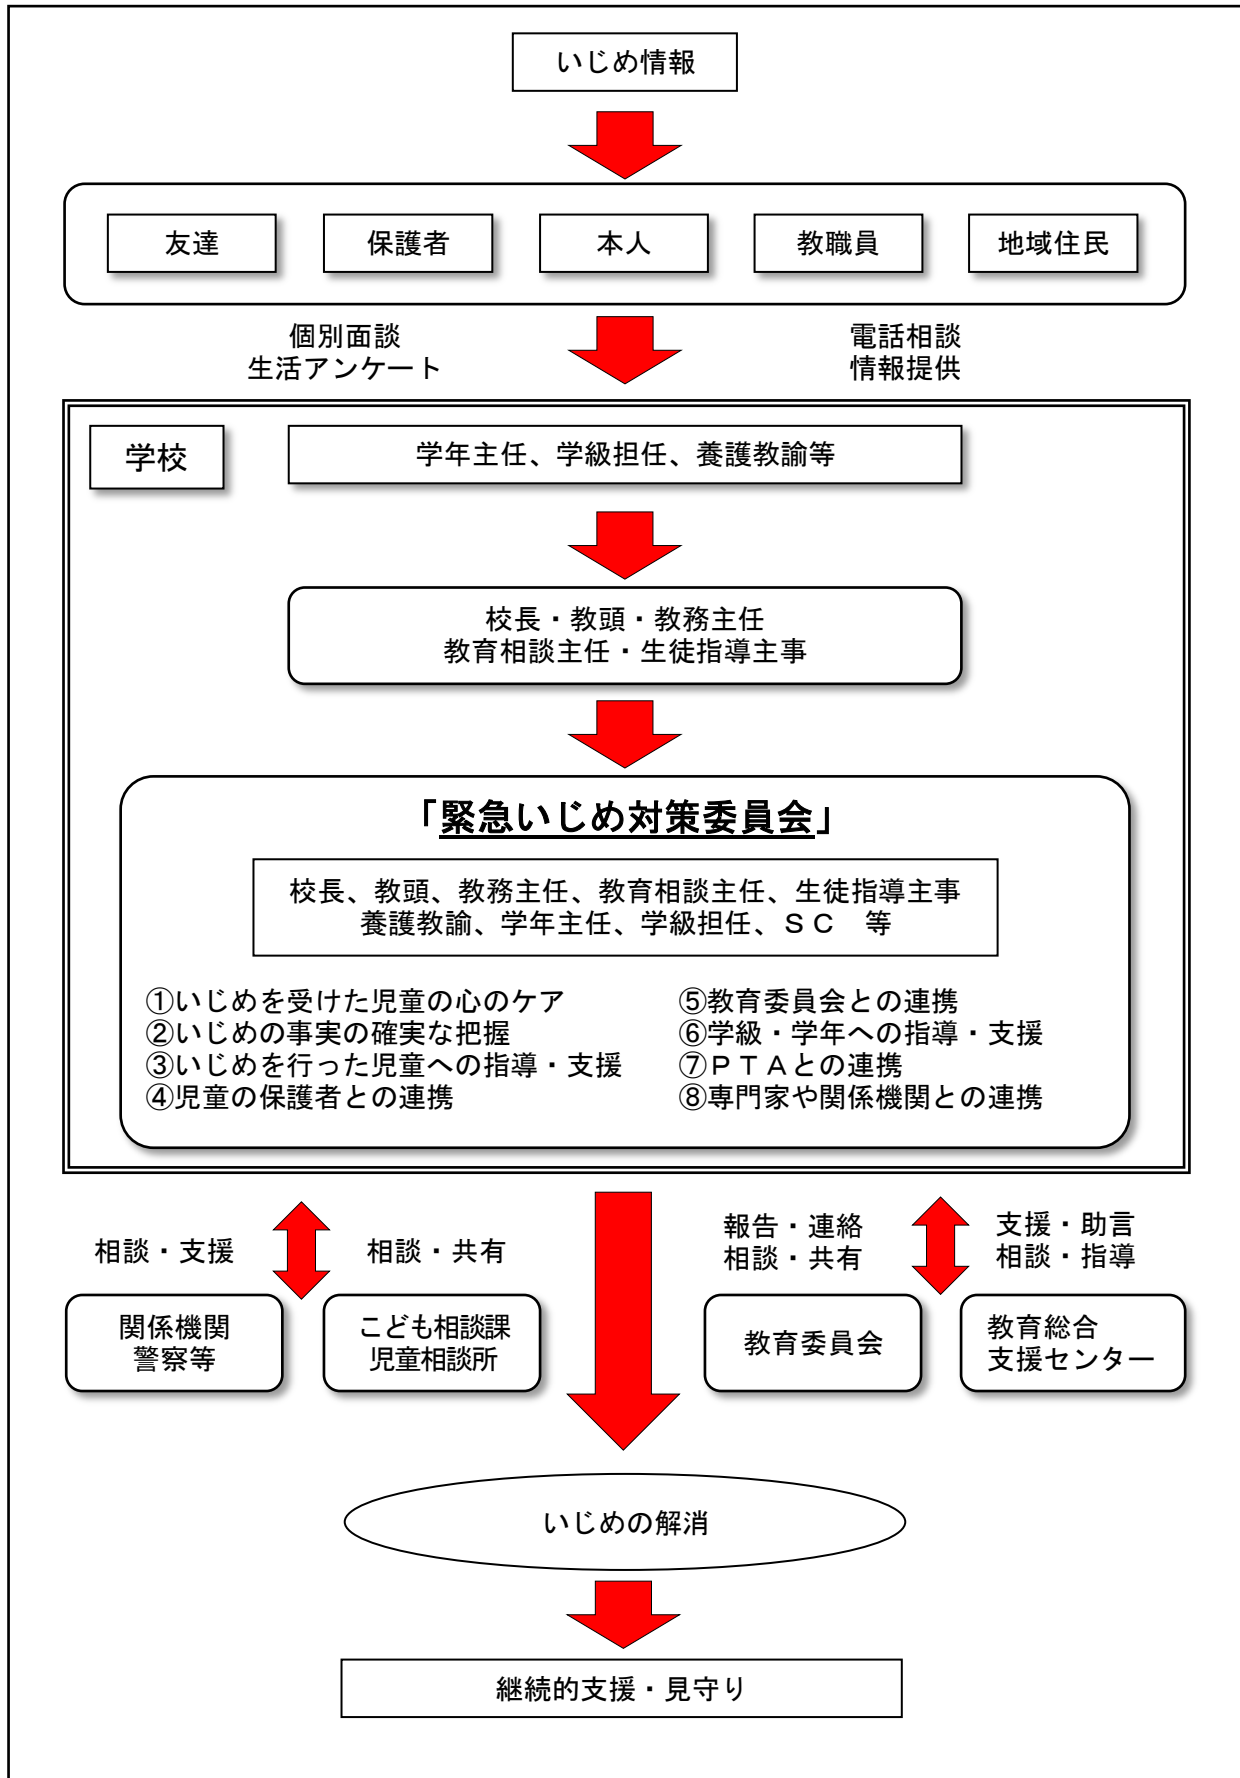 いじめ情報
友達
保護者
本人
教職員
地域住民
個別面談
生活アンケート
電話相談
情報提供
学校
学年主任、学級担任、養護教諭等
校長・教頭・教務主任
教育相談主任・生徒指導主事
「緊急いじめ対策委員会」
校長、教頭、教務主任、教育相談主任、生徒指導主事
養護教諭、学年主任、学級担任、ＳＣ　等
①いじめを受けた児童の心のケア
②いじめの事実の確実な把握
③いじめを行った児童への指導・支援
④児童の保護者との連携
⑤教育委員会との連携
⑥学級・学年への指導・支援
⑦ＰＴＡとの連携
⑧専門家や関係機関との連携
相談・支援
相談・共有
報告・連絡
相談・共有
支援・助言
相談・指導
関係機関
警察等
こども相談課
児童相談所
教育委員会
教育総合
支援センター
いじめの解消
継続的支援・見守り